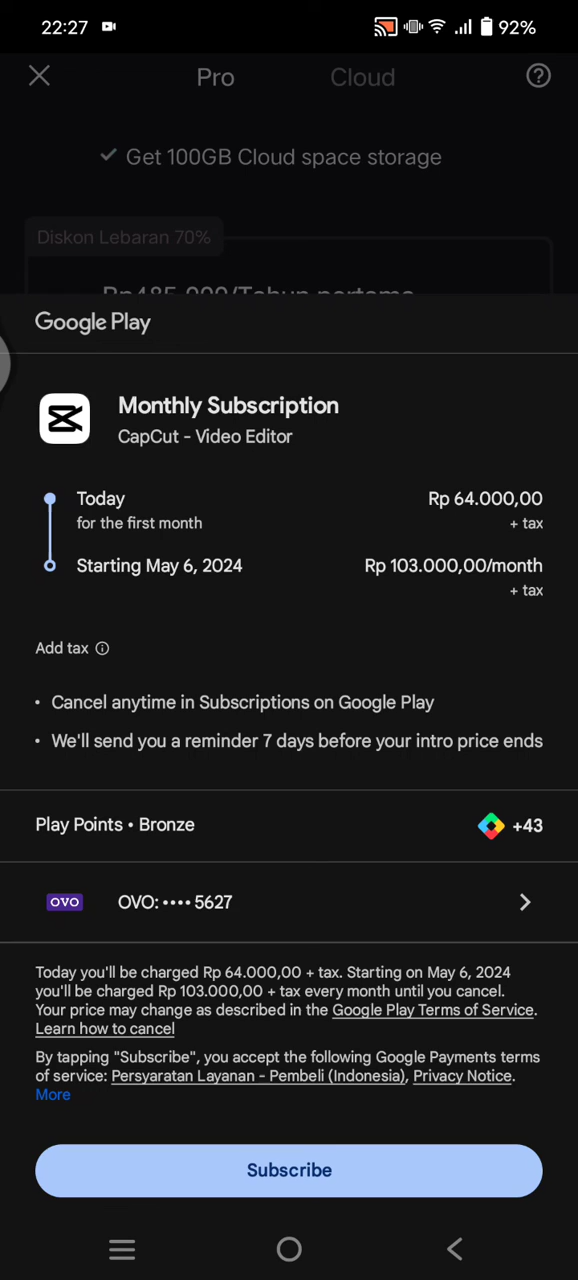 22:27 92%
Pro Cloud
Get 100GB Cloud space storage
Diskon Lebaran 70%
Rp485.000/Tahun pertama
Google Play
Monthly Subscription
CapCut - Video Editor
Today Rp 64.000,00
for the first month + tax
Starting May 6, 2024 Rp 103.000,00/month
+ tax
Add tax
• Cancel anytime in Subscriptions on Google Play
• We'll send you a reminder 7 days before your intro price ends
Play Points • Bronze +43
OVO OVO: •••• 5627
Today you'll be charged Rp 64.000,00 + tax. Starting on May 6, 2024
you'll be charged Rp 103.000,00 + tax every month until you cancel.
Your price may change as described in the Google Play Terms of Service.
Learn how to cancel
By tapping "Subscribe", you accept the following Google Payments terms
of service: Persyaratan Layanan - Pembeli (Indonesia), Privacy Notice.
More
Subscribe